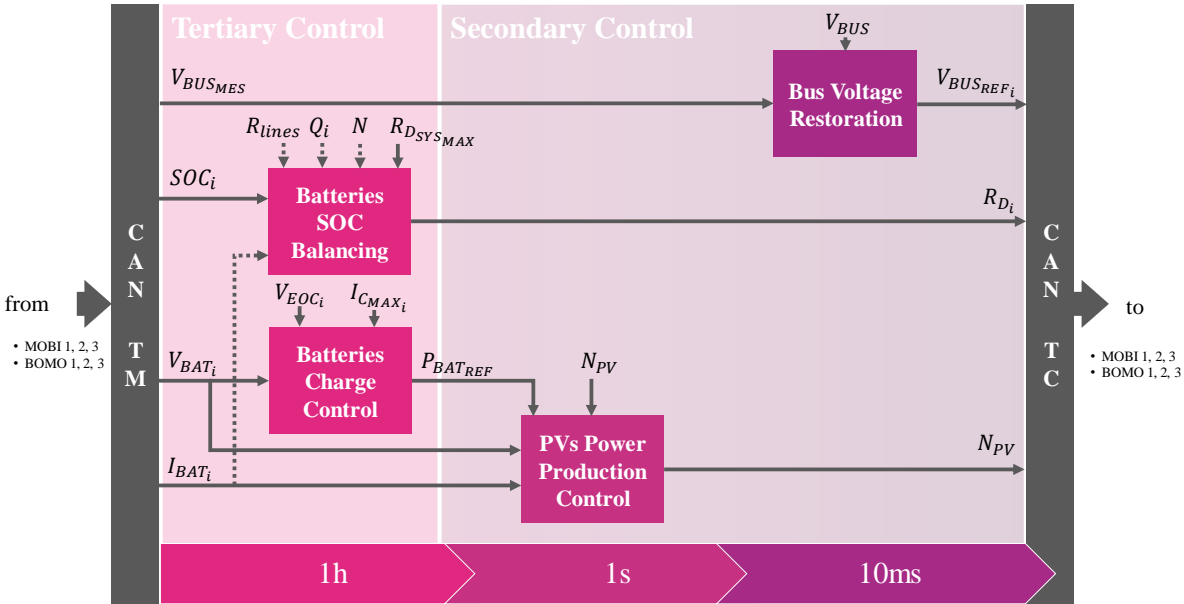 Tertiary Control
Secondary Control
V_BUS
V_BUS_MES
Bus Voltage
Restoration
V_BUS_REF_i
R_lines Q_i N R_D_SYS_MAX
SOC_i
Batteries
SOC
Balancing
R_D_i
C
A
N
T
M
C
A
N
T
C
from
• MOBI 1, 2, 3
• BOMO 1, 2, 3
to
• MOBI 1, 2, 3
• BOMO 1, 2, 3
V_EOC_i I_C_MAX_i
V_BAT_i
Batteries
Charge
Control
P_BAT_REF
N_PV
PVs Power
Production
Control
N_PV
I_BAT_i
1h
1s
10ms